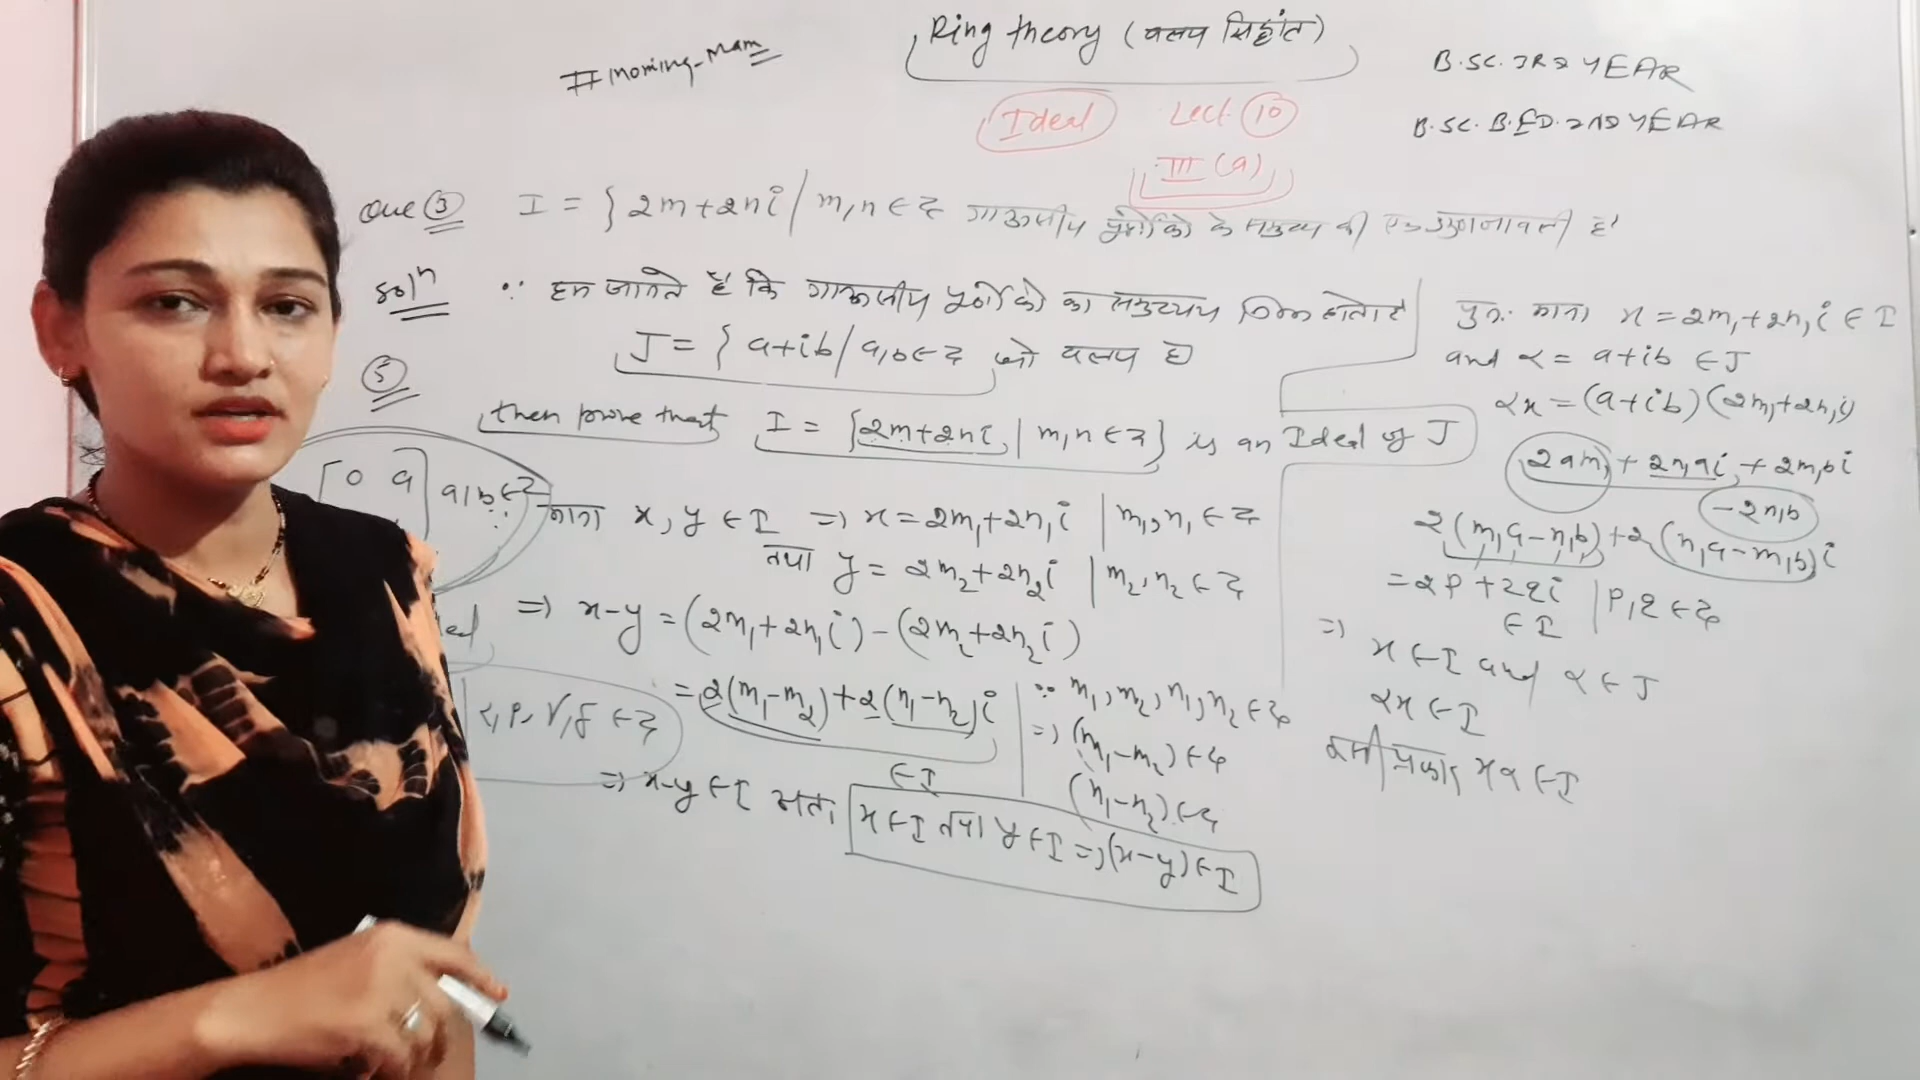 Ring theory (वलय सिद्धांत)
# morning_mam
B.SC. 3RD YEAR
B.SC. B.ED. 2ND YEAR
Ideal Lect. 10
III (a)
Que 3 I = { 2m+2ni / m,n ∈ Z गाऊसीय पूर्णांको के समुच्चय की एक गुणजावली है
Soln ∵ हम जानते है कि गाऊसीय पूर्णांको का समुच्चय निम्न होता है
J = { a+ib / a,b ∈ Z जो वलय है
5
then prove that I = {2m+2ni | m,n ∈ Z} is an Ideal of J
[ 0 a ] a,b ∈ Z
माना x, y ∈ I => x = 2m₁+2n₁i | m₁,n₁ ∈ Z
तथा y = 2m₂+2n₂i | m₂,n₂ ∈ Z
=> x-y = (2m₁+2n₁i) - (2m₂+2n₂i)
= 2(m₁-m₂)+2(n₁-n₂)i | ∵ m₁,m₂,n₁,n₂ ∈ Z
∈ I => (m₁-m₂) ∈ Z
(n₁-n₂) ∈ Z
=> x-y ∈ I अतः x ∈ I तथा y ∈ I => (x-y) ∈ I
∈ Z
पुनः माना x = 2m₁+2n₁i ∈ I
and α = a+ib ∈ J
αx = (a+ib)(2m₁+2n₁i)
2am₁ + 2n₁ai + 2m₁bi
-2n₁b
2(m₁a-n₁b)+2(n₁a-m₁b)i
= 2p+2qi | p,q ∈ Z
∈ I
=> x ∈ I and α ∈ J
αx ∈ I
इसी प्रकार xα ∈ I